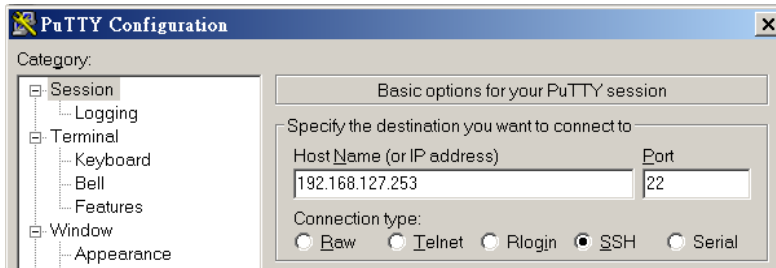 PuTTY Configuration
Category:
Session
Logging
Terminal
Keyboard
Bell
Features
Window
Appearance
Basic options for your PuTTY session
Specify the destination you want to connect to
Host Name (or IP address) Port
192.168.127.253 22
Connection type:
Raw Telnet Rlogin SSH Serial